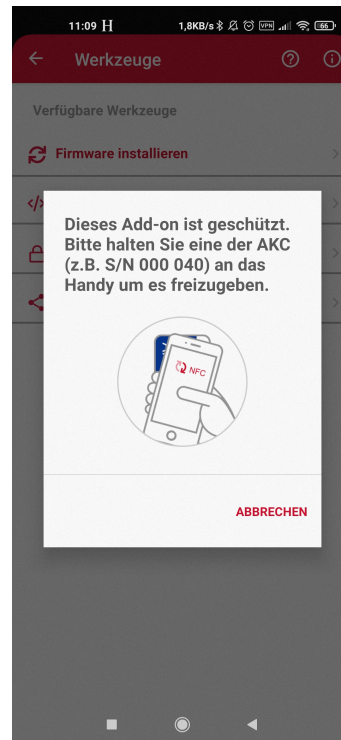 11:09 H 1,8KB/s VPN 66
Werkzeuge
Verfügbare Werkzeuge
Firmware installieren
</>
Dieses Add-on ist geschützt.
Bitte halten Sie eine der AKC
(z.B. S/N 000 040) an das
Handy um es freizugeben.
NFC
ABBRECHEN